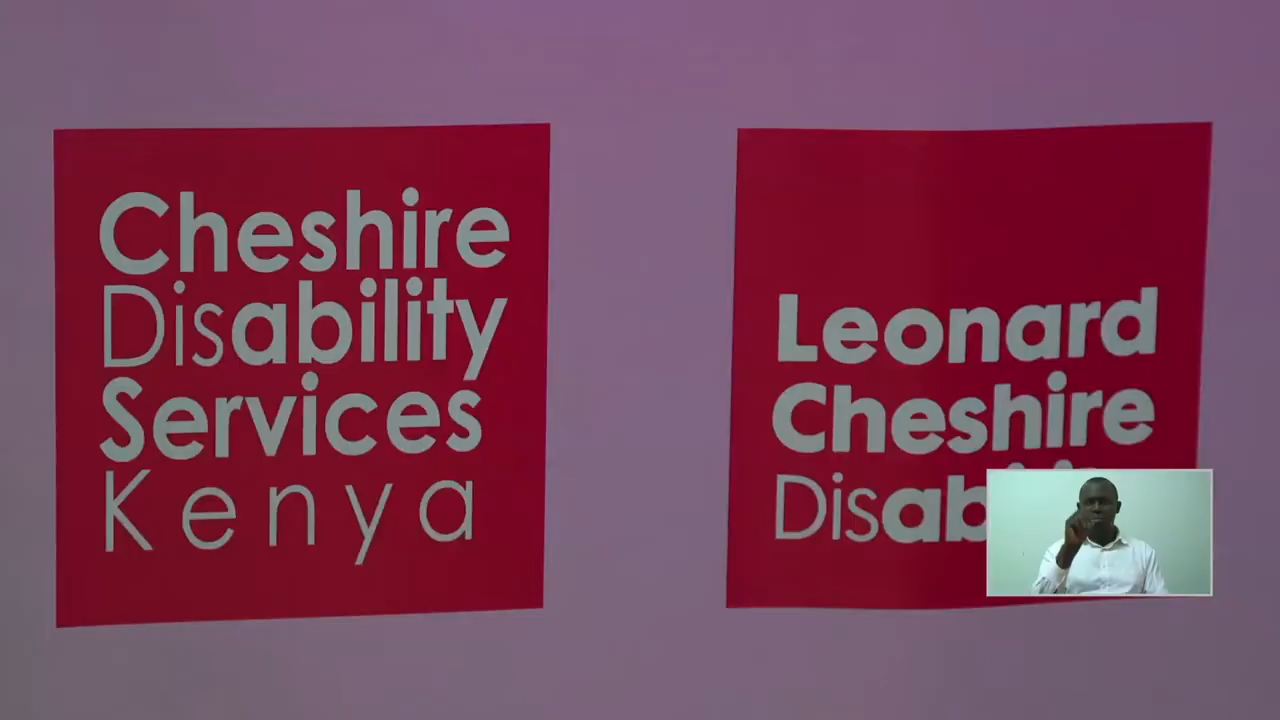 Cheshire
Disability
Services
Kenya
Leonard
Cheshire